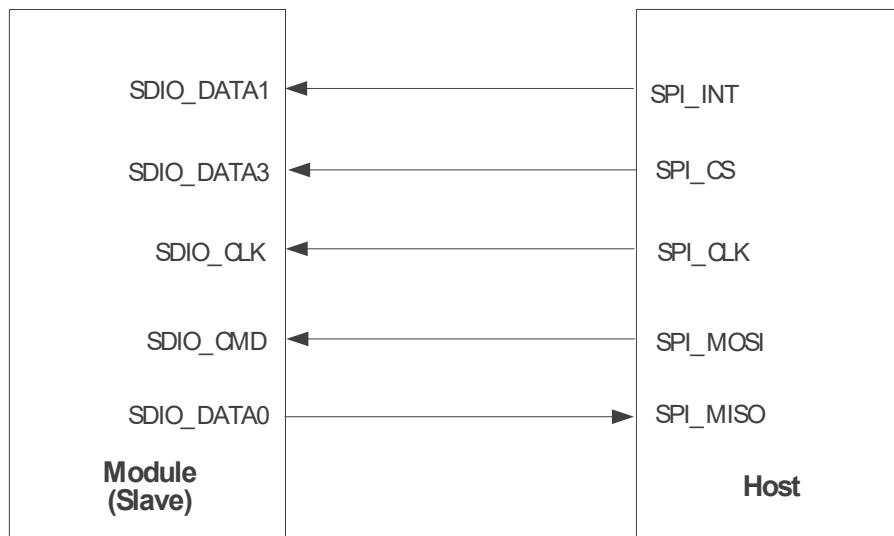 SDIO_DATA1
SPI_INT
SDIO_DATA3
SPI_CS
SDIO_CLK
SPI_CLK
SDIO_CMD
SPI_MOSI
SDIO_DATA0
SPI_MISO
Module
(Slave)
Host